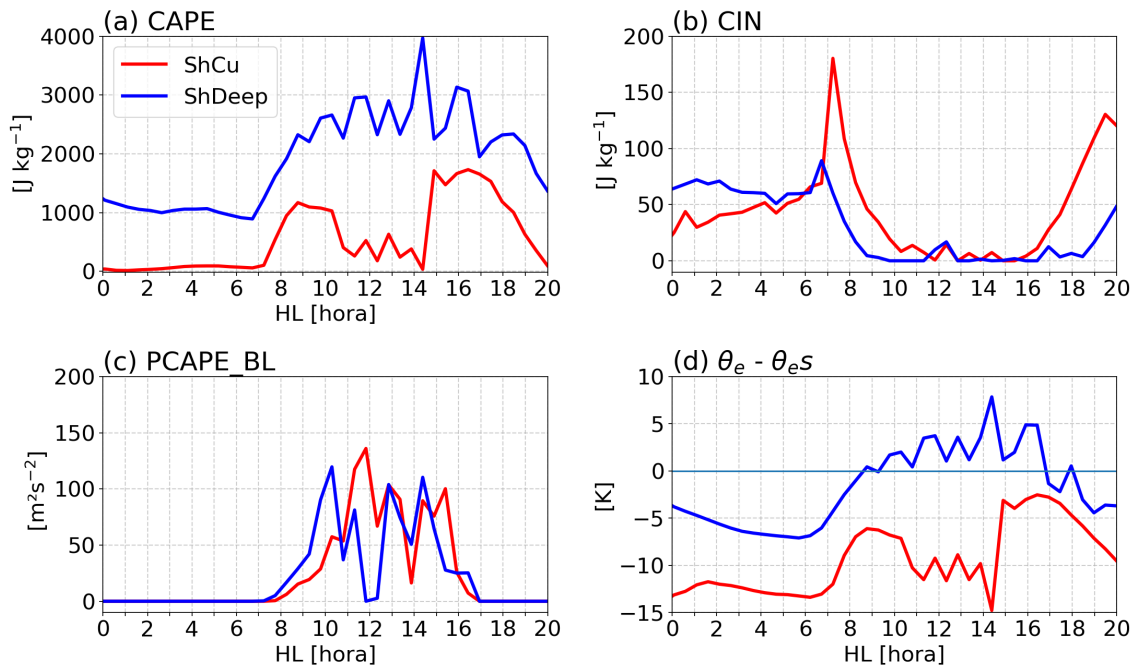 (a) CAPE
4000
3000
2000
1000
0
[J kg⁻¹]
ShCu
ShDeep
0 2 4 6 8 10 12 14 16 18 20
HL [hora]
(b) CIN
200
150
100
50
0
[J kg⁻¹]
0 2 4 6 8 10 12 14 16 18 20
(c) PCAPE_BL
200
150
100
50
0
[m²s⁻²]
0 2 4 6 8 10 12 14 16 18 20
HL [hora]
(d) θₑ - θₑs
10
5
0
−5
−10
−15
[K]
0 2 4 6 8 10 12 14 16 18 20
HL [hora]